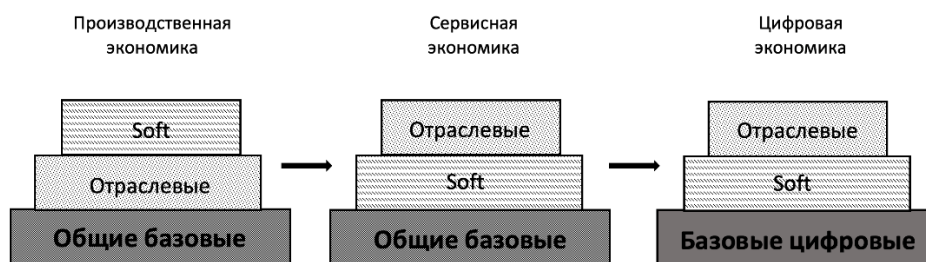 Производственная
экономика
Сервисная
экономика
Цифровая
экономика
Soft
Отраслевые
Общие базовые
Отраслевые
Soft
Общие базовые
Отраслевые
Soft
Базовые цифровые